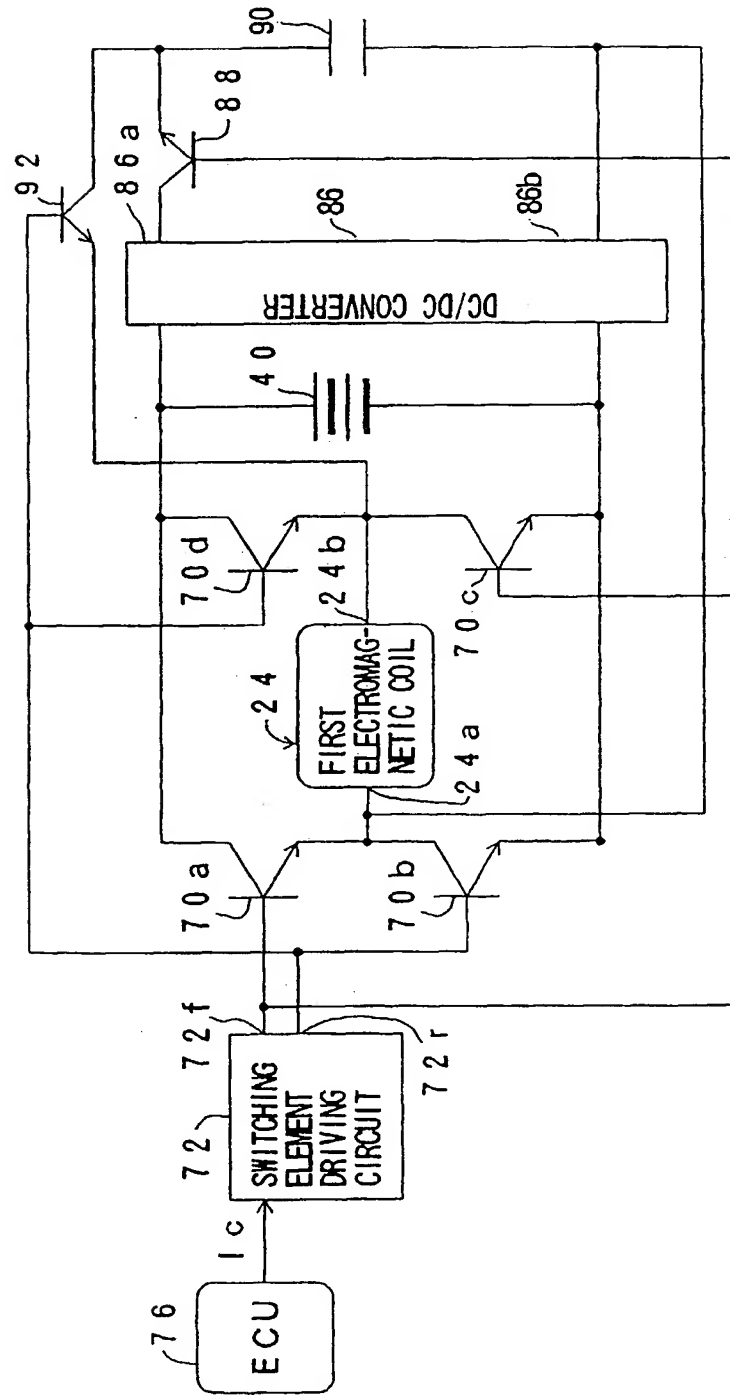 76
ECU
Ic
72
SWITCHING
ELEMENT
DRIVING
CIRCUIT
72f
72r
70a
70b
24
FIRST
ELECTROMAG-
NETIC COIL
24a
24b
70d
70c
40
DC/DC CONVERTER
86
86a
86b
92
88
90